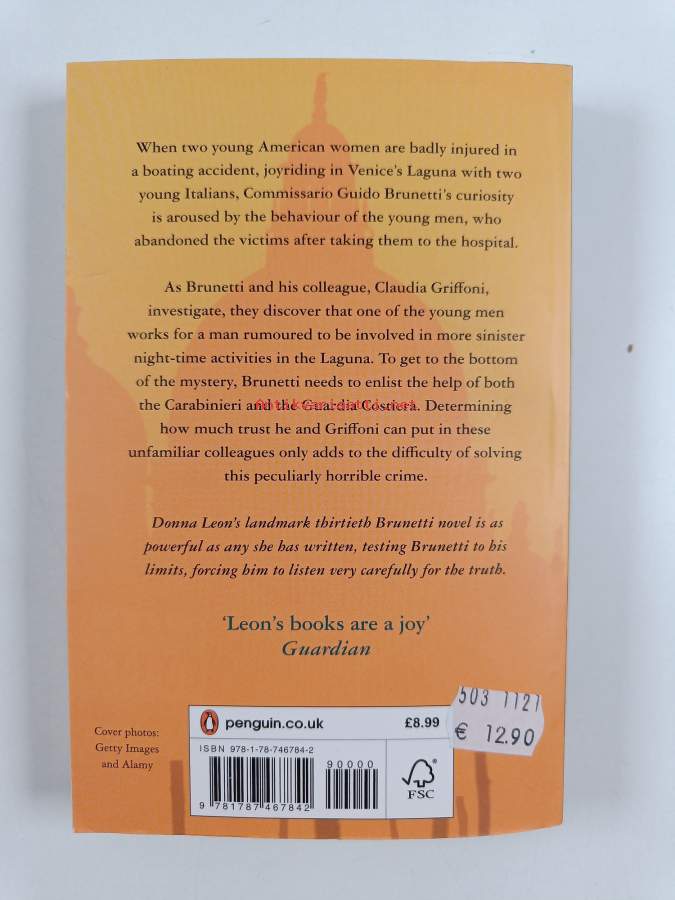 When two young American women are badly injured in
a boating accident, joyriding in Venice's Laguna with two
young Italians, Commissario Guido Brunetti's curiosity
is aroused by the behaviour of the young men, who
abandoned the victims after taking them to the hospital.
As Brunetti and his colleague, Claudia Griffoni,
investigate, they discover that one of the young men
works for a man rumoured to be involved in more sinister
night-time activities in the Laguna. To get to the bottom
of the mystery, Brunetti needs to enlist the help of both
the Carabinieri and the Guardia Costiera. Determining
how much trust he and Griffoni can put in these
unfamiliar colleagues only adds to the difficulty of solving
this peculiarly horrible crime.
Donna Leon's landmark thirtieth Brunetti novel is as
powerful as any she has written, testing Brunetti to his
limits, forcing him to listen very carefully for the truth.
'Leon's books are a joy'
Guardian
Cover photos:
Getty Images
and Alamy
penguin.co.uk £8.99
ISBN 978-1-78-746784-2
90000
9 781787 467842
FSC®
503 1121
€ 12.90